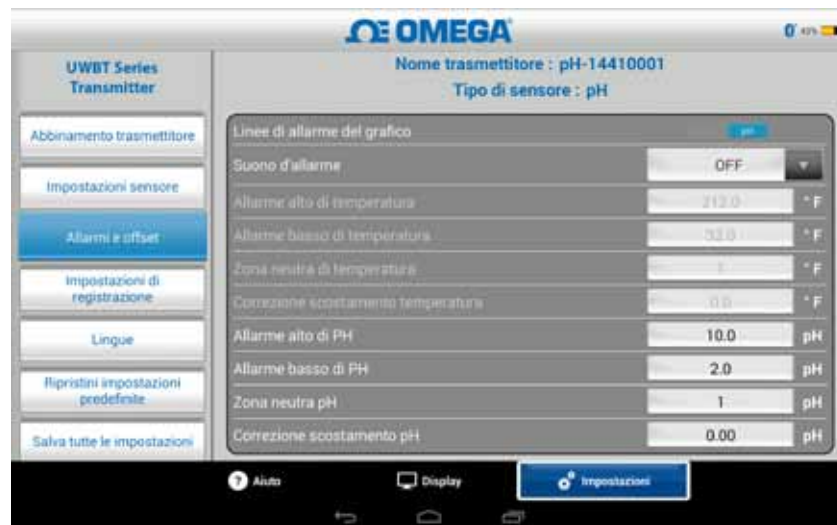 OMEGA
UWBT Series
Transmitter
Nome trasmettitore : pH-14410001
Tipo di sensore : pH
Abbinamento trasmettitore
Impostazioni sensore
Allarmi e offset
Impostazioni di
registrazione
Lingue
Ripristini impostazioni
predefinite
Salva tutte le impostazioni
Linee di allarme del grafico
pH
Suono d'allarme OFF
Allarme alto di temperatura 212.0 ° F
Allarme basso di temperatura 32.0 ° F
Zona neutra di temperatura 1 ° F
Correzione scostamento temperatura 0.0 ° F
Allarme alto di PH 10.0 pH
Allarme basso di PH 2.0 pH
Zona neutra pH 1 pH
Correzione scostamento pH 0.00 pH
? Aiuto
Display
Impostazioni